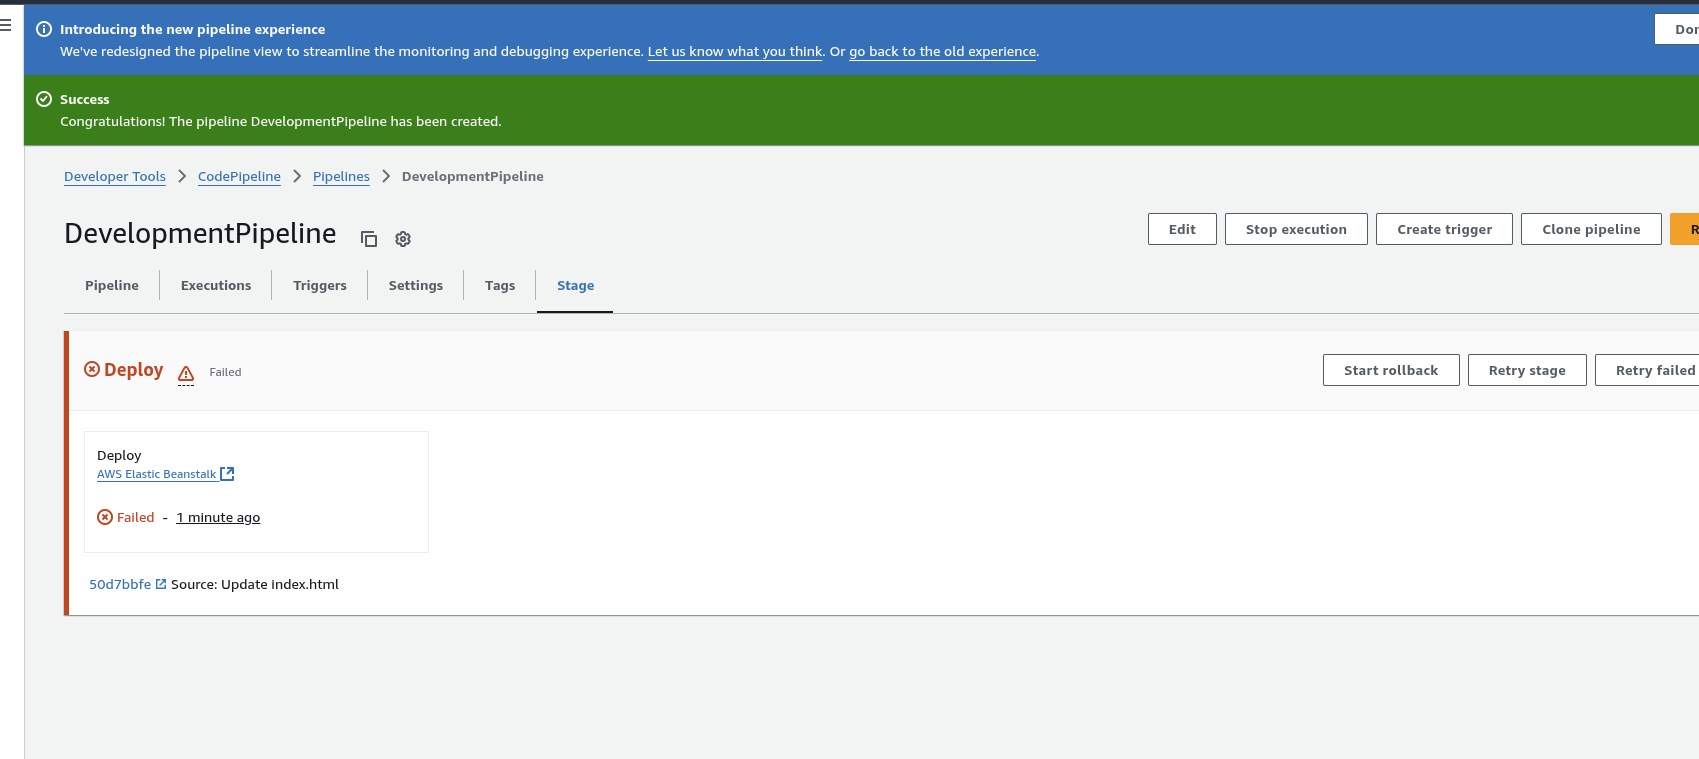 Introducing the new pipeline experience
We've redesigned the pipeline view to streamline the monitoring and debugging experience. Let us know what you think. Or go back to the old experience.
Success
Congratulations! The pipeline DevelopmentPipeline has been created.
Developer Tools > CodePipeline > Pipelines > DevelopmentPipeline
DevelopmentPipeline
Edit Stop execution Create trigger Clone pipeline
Pipeline Executions Triggers Settings Tags Stage
Deploy Failed
Start rollback Retry stage Retry failed
Deploy
AWS Elastic Beanstalk
Failed - 1 minute ago
50d7bbfe Source: Update index.html